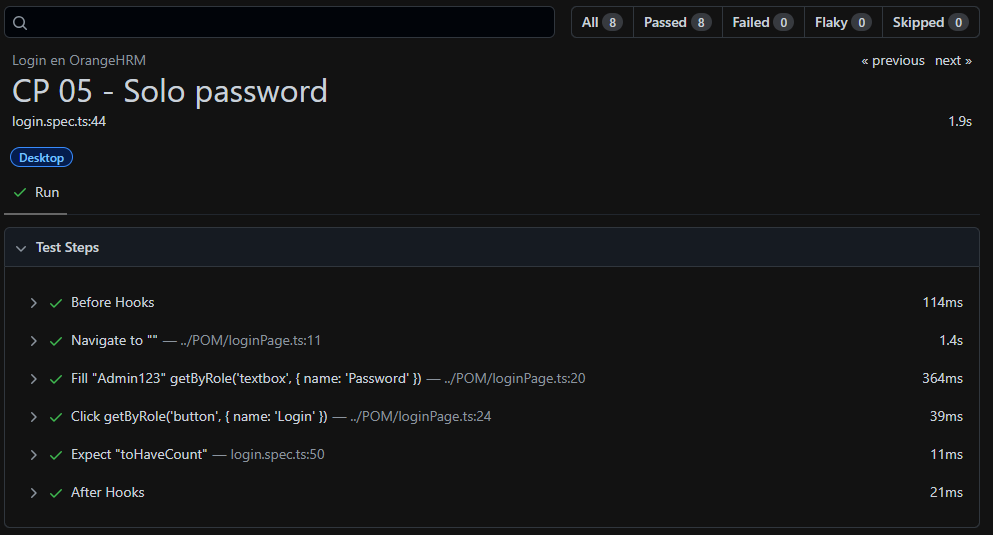 All 8 Passed 8 Failed 0 Flaky 0 Skipped 0
Login en OrangeHRM « previous next »
CP 05 - Solo password
login.spec.ts:44 1.9s
Desktop
Run
Test Steps
Before Hooks 114ms
Navigate to "" — ../POM/loginPage.ts:11 1.4s
Fill "Admin123" getByRole('textbox', { name: 'Password' }) — ../POM/loginPage.ts:20 364ms
Click getByRole('button', { name: 'Login' }) — ../POM/loginPage.ts:24 39ms
Expect "toHaveCount" — login.spec.ts:50 11ms
After Hooks 21ms